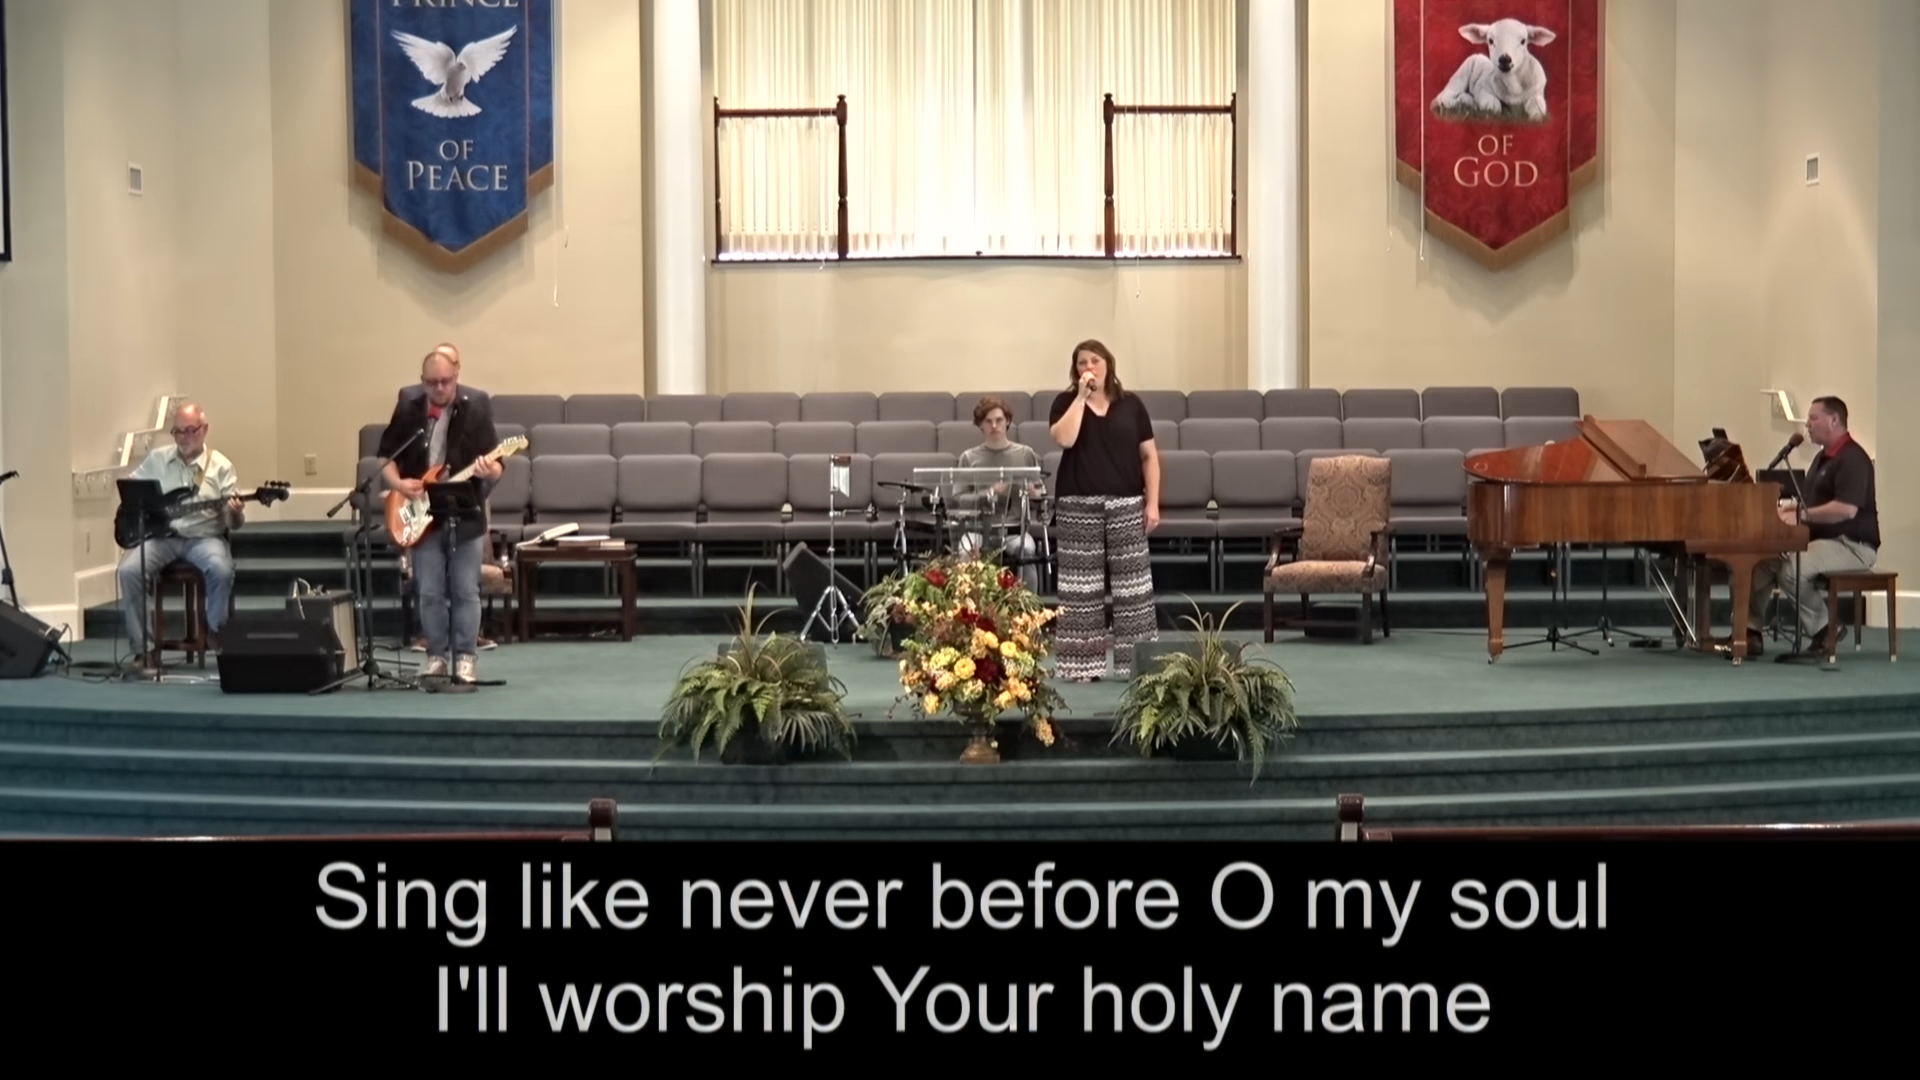 PRINCE
OF
PEACE
OF
GOD
Sing like never before O my soul
I'll worship Your holy name